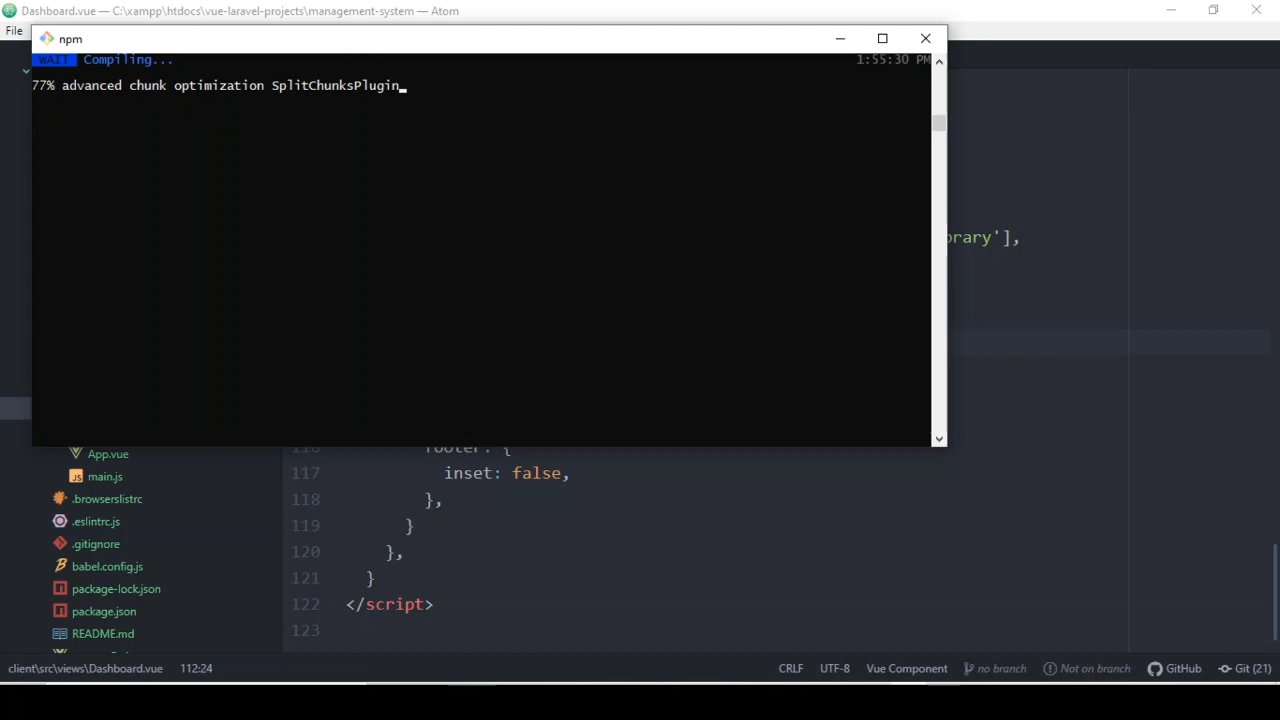 Dashboard.vue — C:\xampp\htdocs\vue-laravel-projects\management-system — Atom
File
npm
WAIT Compiling... 1:55:30 PM
77% advanced chunk optimization SplitChunksPlugin
'],
117 inset: false,
118 },
119 }
120 },
121 }
122 </script>
123
App.vue
main.js
.browserslistrc
.eslintrc.js
.gitignore
babel.config.js
package-lock.json
package.json
README.md
client\src\views\Dashboard.vue 112:24 CRLF UTF-8 Vue Component no branch Not on branch GitHub Git (21)